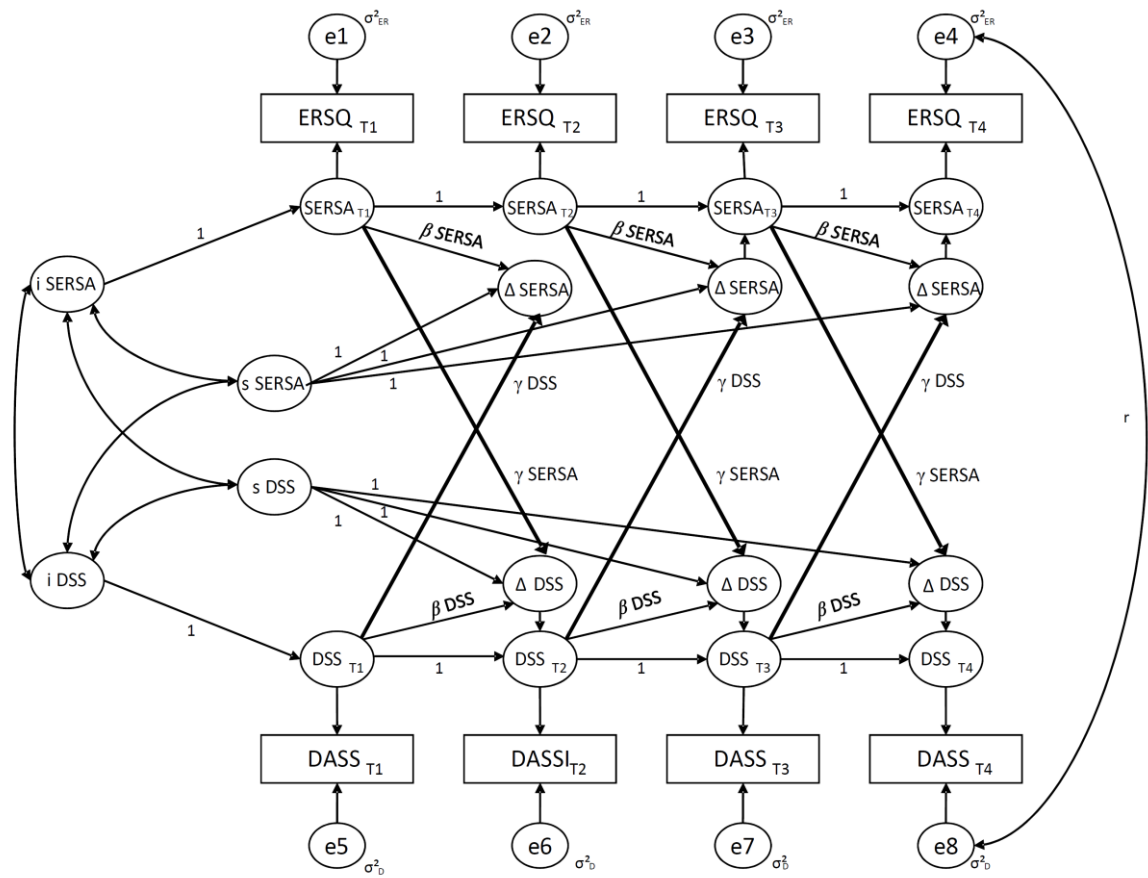 σ²ER σ²ER σ²ER σ²ER
e1 e2 e3 e4
ERSQ T1 ERSQ T2 ERSQ T3 ERSQ T4
1 1 1
SERSA T1 SERSA T2 SERSA T3 SERSA T4
β SERSA β SERSA β SERSA
1
i SERSA Δ SERSA Δ SERSA Δ SERSA
1 1 1
s SERSA
γ DSS γ DSS γ DSS
r
γ SERSA γ SERSA γ SERSA
s DSS
1 1 1
i DSS Δ DSS Δ DSS Δ DSS
β DSS β DSS β DSS
1
DSS T1 DSS T2 DSS T3 DSS T4
1 1 1
DASS T1 DASSI T2 DASS T3 DASS T4
e5 e6 e7 e8
σ²D σ²D σ²D σ²D